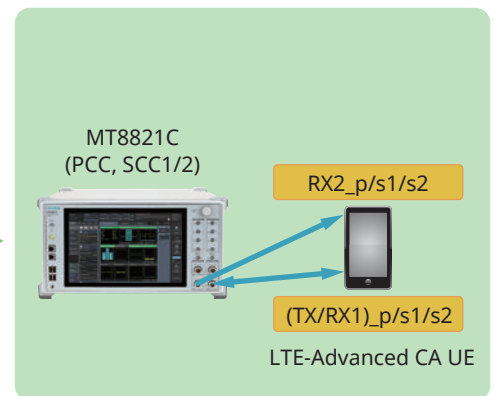 MT8821C
(PCC, SCC1/2)
RX2_p/s1/s2
(TX/RX1)_p/s1/s2
LTE-Advanced CA UE